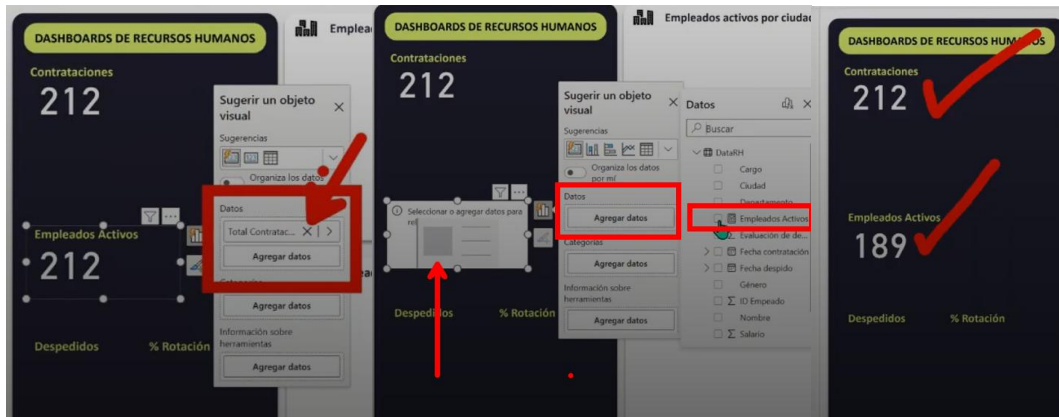 DASHBOARDS DE RECURSOS HUMANOS
Contrataciones
212
Empleados Activos
212
Despedidos % Rotación
Sugerir un objeto visual
Sugerencias
Organiza los datos
Datos
Total Contratac...
Agregar datos
Agregar datos
Información sobre
herramientas
Agregar datos
DASHBOARDS DE RECURSOS HUMANOS
Contrataciones
212
Seleccionar o agregar datos para
Despedidos % Rotación
Empleados activos por ciudad
Sugerir un objeto
visual
Sugerencias
Organiza los datos
por mí
Datos
Agregar datos
Categorías
Agregar datos
Información sobre
herramientas
Agregar datos
Datos
Buscar
DataRH
Cargo
Ciudad
Departamento
Empleados Activos
Evaluación de de...
Fecha contratación
Fecha despido
Género
ID Empeado
Nombre
Salario
DASHBOARDS DE RECURSOS HUMANOS
Contrataciones
212
Empleados Activos
189
Despedidos % Rotación